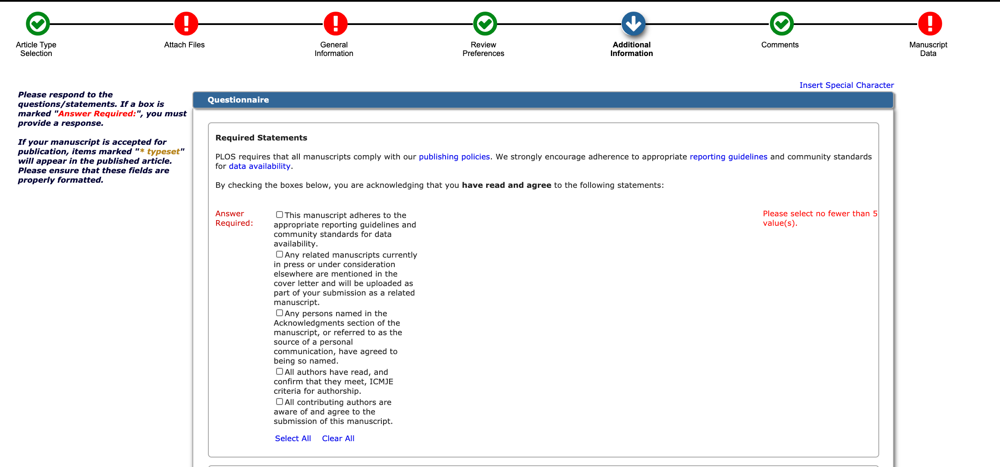 Article Type
Selection
Attach Files
General
Information
Review
Preferences
Additional
Information
Comments
Manuscript
Data
Insert Special Character
Please respond to the
questions/statements. If a box is
marked "Answer Required:", you must
provide a response.
If your manuscript is accepted for
publication, items marked "* typeset"
will appear in the published article.
Please ensure that these fields are
properly formatted.
Questionnaire
Required Statements
PLOS requires that all manuscripts comply with our publishing policies. We strongly encourage adherence to appropriate reporting guidelines and community standards
for data availability.
By checking the boxes below, you are acknowledging that you have read and agree to the following statements:
Answer
Required:
This manuscript adheres to the
appropriate reporting guidelines and
community standards for data
availability.
Any related manuscripts currently
in press or under consideration
elsewhere are mentioned in the
cover letter and will be uploaded as
part of your submission as a related
manuscript.
Any persons named in the
Acknowledgments section of the
manuscript, or referred to as the
source of a personal
communication, have agreed to
being so named.
All authors have read, and
confirm that they meet, ICMJE
criteria for authorship.
All contributing authors are
aware of and agree to the
submission of this manuscript.
Select All Clear All
Please select no fewer than 5
value(s).